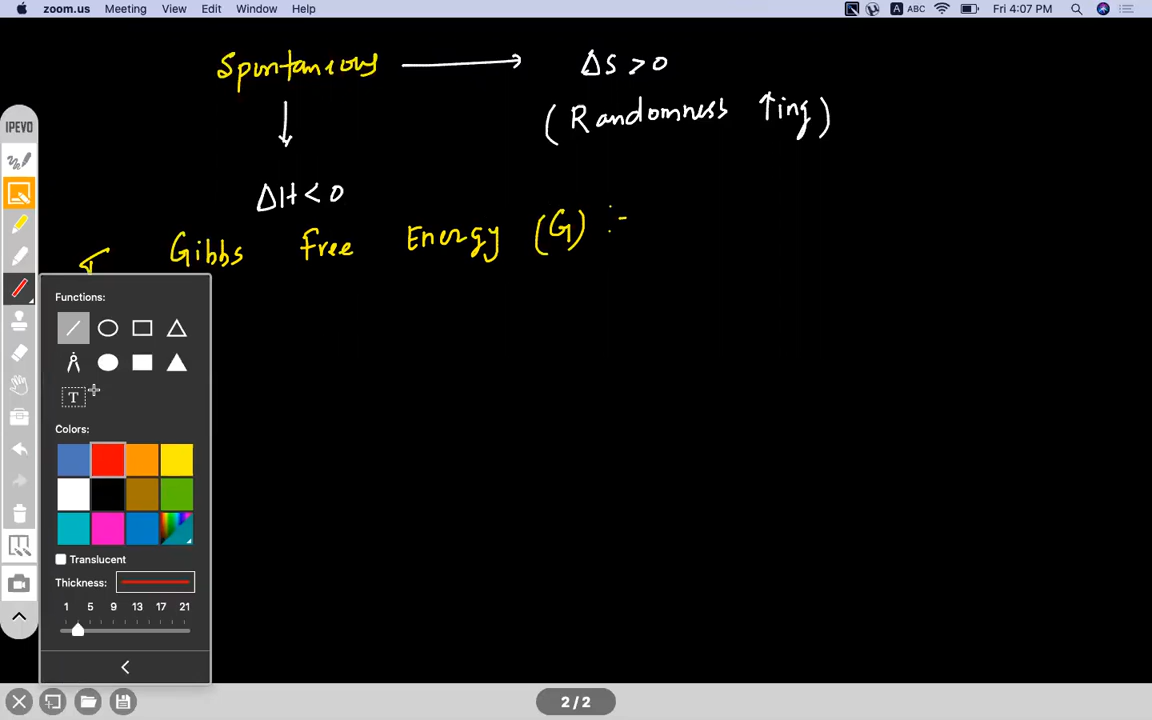 zoom.us Meeting View Edit Window Help A ABC Fri 4:07 PM
Spontaneous ⟶ ΔS > 0
(Randomness ↑ing)
↓
ΔH < 0
Gibbs free Energy (G) :-
IPEVO
Functions:
T
Colors:
Translucent
Thickness:
1 5 9 13 17 21
2 / 2